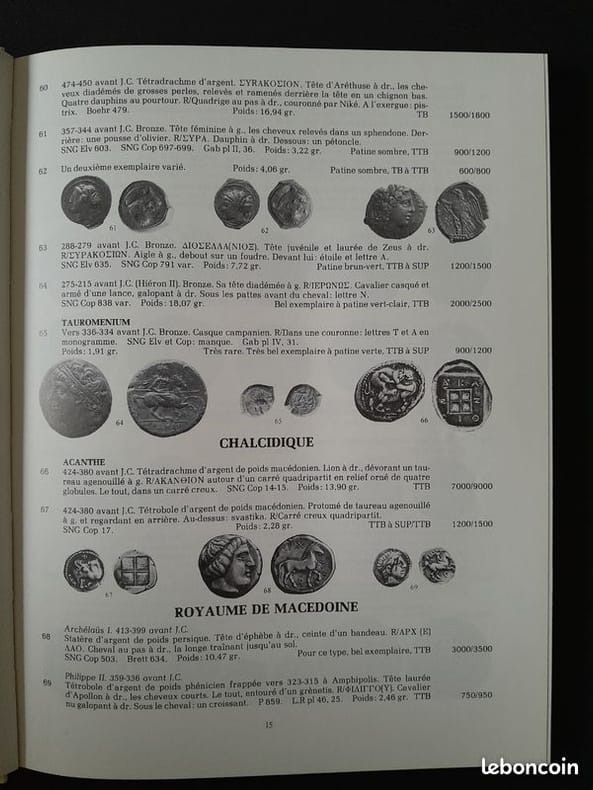 60 474-450 avant J.C. Tétradrachme d'argent. ΣΥRΑΚΟΣΙΟΝ. Tête d'Aréthuse à dr., les che-
veux diadémés de grosses perles, relevés et ramenés derrière la tête en un chignon bas.
Quatre dauphins au pourtour. R/Quadrige au pas à dr., couronné par Niké. A l'exergue: pis-
trix. Boehr 479. Poids: 16,94 gr. TB 1500/1800
61 357-344 avant J.C. Bronze. Tête féminine à g., les cheveux relevés dans un sphendone. Der-
rière: une pousse d'olivier. R/ΣΥΡΑ. Dauphin à dr. Dessous: un pétoncle.
SNG Elv 603. SNG Cop 697-699. Gab pl II, 36. Poids: 3,22 gr. Patine sombre, TTB 900/1200
62 Un deuxième exemplaire varié. Poids: 4,06 gr. Patine sombre, TB à TTB 600/800
61 62 63
63 288-279 avant J.C. Bronze. ΔΙΟΣΕΛΛΑ(ΝΙΟΞ). Tête juvénile et laurée de Zeus à dr.
R/ΣΥΡΑΚΟΣΙΩΝ. Aigle à g., debout sur un foudre. Devant lui: étoile et lettre A.
SNG Elv 635. SNG Cop 791 var. Poids: 7,72 gr. Patine brun-vert, TTB à SUP 1200/1500
64 275-215 avant J.C. (Hiéron II). Bronze. Sa tête diadémée à g. R/ΙΕΡΩΝΟΣ. Cavalier casqué et
armé d'une lance, galopant à dr. Sous les pattes avant du cheval: lettre N.
SNG Cop 838 var. Poids: 18,07 gr. Bel exemplaire à patine vert-clair, TTB 2000/2500
TAUROMENIUM
65 Vers 336-334 avant J.C. Bronze. Casque campanien. R/Dans une couronne: lettres T et A en
monogramme. SNG Elv et Cop: manque. Gab pl IV, 31.
Poids: 1,91 gr. Très rare. Très bel exemplaire à patine verte, TTB à SUP 900/1200
64 65 66
CHALCIDIQUE
ACANTHE
66 424-380 avant J.C. Tétradrachme d'argent de poids macédonien. Lion à dr., dévorant un tau-
reau agenouillé à g. R/ΑΚΑΝΘΙΟΝ autour d'un carré quadripartit en relief orné de quatre
globules. Le tout, dans un carré creux. SNG Cop 14-15. Poids: 13,90 gr. TTB 7000/9000
67 424-380 avant J.C. Tétrobole d'argent de poids macédonien. Protomé de taureau agenouillé
à g. et regardant en arrière. Au-dessus: svastika. R/Carré creux quadripartit.
SNG Cop 17. Poids: 2,28 gr. TTB à SUP/TTB 1200/1500
67 68 69
ROYAUME DE MACEDOINE
Archélaüs I. 413-399 avant J.C.
68 Statère d'argent de poids persique. Tête d'éphèbe à dr., ceinte d'un bandeau. R/ΑΡΧ (Ε)
ΛΑΟ. Cheval au pas à dr., la longe traînant jusqu'au sol.
SNG Cop 503. Brett 634. Poids: 10.47 gr. Pour ce type, bel exemplaire, TTB 3000/3500
Philippe II. 359-336 avant J.C.
69 Tétrobole d'argent de poids phénicien frappée vers 323-315 à Amphipolis. Tête laurée
d'Apollon à dr., les cheveux courts. Le tout, entouré d'un grènetis. R/ΦΙΛΙΓΓΟ(Υ). Cavalier
nu galopant à dr. Sous le cheval: un croissant. P 859. L.R pl 46, 25. Poids: 2,46 gr. TTB 750/950
15
leboncoin